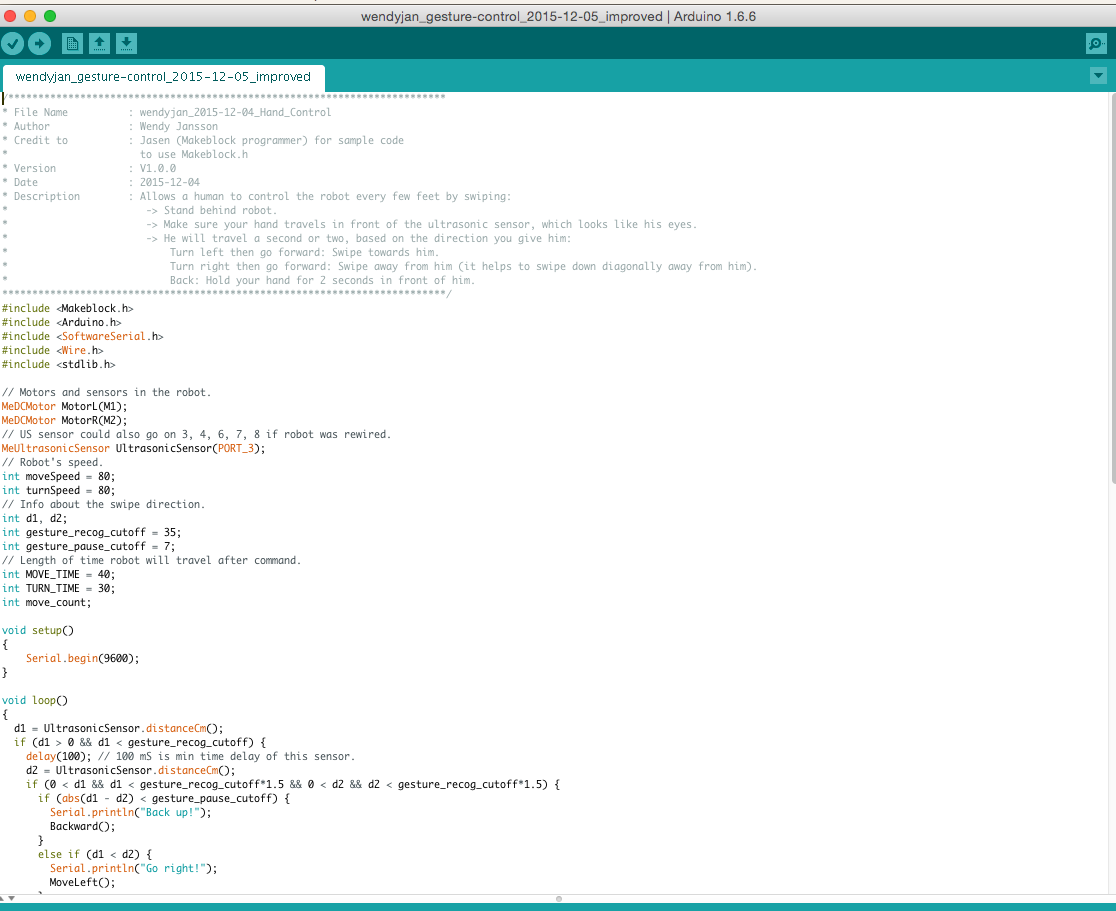 wendyjan_gesture-control_2015-12-05_improved | Arduino 1.6.6
wendyjan_gesture-control_2015-12-05_improved
/*************************************************************************
* File Name          : wendyjan_2015-12-04_Hand_Control
* Author             : Wendy Jansson
* Credit to          : Jasen (Makeblock programmer) for sample code
*                      to use Makeblock.h
* Version            : V1.0.0
* Date               : 2015-12-04
* Description        : Allows a human to control the robot every few feet by swiping:
*                       -> Stand behind robot.
*                       -> Make sure your hand travels in front of the ultrasonic sensor, which looks like his eyes.
*                       -> He will travel a second or two, based on the direction you give him:
*                           Turn left then go forward: Swipe towards him.
*                           Turn right then go forward: Swipe away from him (it helps to swipe down diagonally away from him).
*                           Back: Hold your hand for 2 seconds in front of him.
**************************************************************************/
#include <Makeblock.h>
#include <Arduino.h>
#include <SoftwareSerial.h>
#include <Wire.h>
#include <stdlib.h>
// Motors and sensors in the robot.
MeDCMotor MotorL(M1);
MeDCMotor MotorR(M2);
// US sensor could also go on 3, 4, 6, 7, 8 if robot was rewired.
MeUltrasonicSensor UltrasonicSensor(PORT_3);
// Robot's speed.
int moveSpeed = 80;
int turnSpeed = 80;
// Info about the swipe direction.
int d1, d2;
int gesture_recog_cutoff = 35;
int gesture_pause_cutoff = 7;
// Length of time robot will travel after command.
int MOVE_TIME = 40;
int TURN_TIME = 30;
int move_count;
void setup()
{
    Serial.begin(9600);
}
void loop()
{
  d1 = UltrasonicSensor.distanceCm();
  if (d1 > 0 && d1 < gesture_recog_cutoff) {
    delay(100); // 100 mS is min time delay of this sensor.
    d2 = UltrasonicSensor.distanceCm();
    if (0 < d1 && d1 < gesture_recog_cutoff*1.5 && 0 < d2 && d2 < gesture_recog_cutoff*1.5) {
      if (abs(d1 - d2) < gesture_pause_cutoff) {
        Serial.println("Back up!");
        Backward();
      }
      else if (d1 < d2) {
        Serial.println("Go right!");
        MoveLeft();